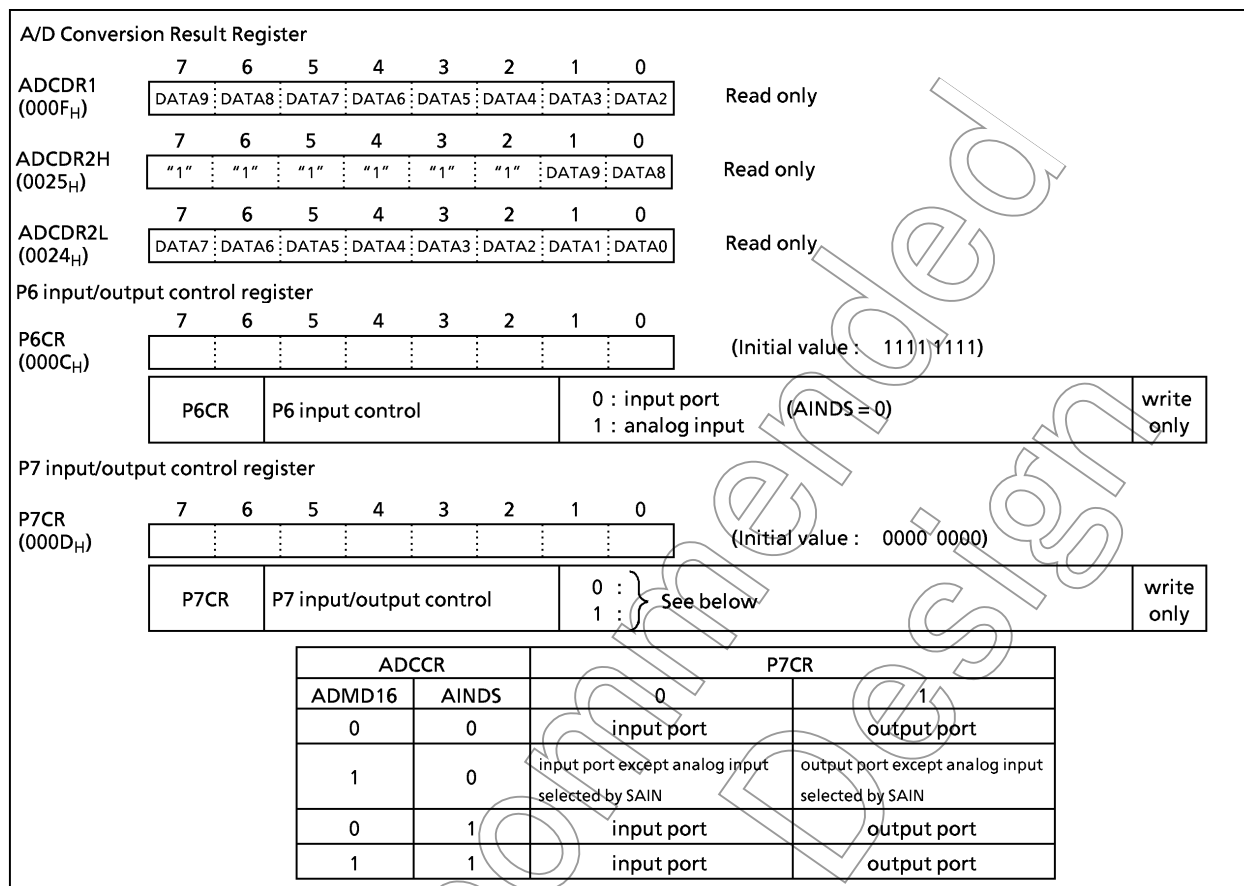 A/D Conversion Result Register
7 6 5 4 3 2 1 0
ADCDR1
(000FH)
DATA9 DATA8 DATA7 DATA6 DATA5 DATA4 DATA3 DATA2
Read only
7 6 5 4 3 2 1 0
ADCDR2H
(0025H)
“1” “1” “1” “1” “1” “1” DATA9 DATA8
Read only
7 6 5 4 3 2 1 0
ADCDR2L
(0024H)
DATA7 DATA6 DATA5 DATA4 DATA3 DATA2 DATA1 DATA0
Read only
P6 input/output control register
7 6 5 4 3 2 1 0
P6CR
(000CH)
(Initial value : 1111 1111)
P6CR
P6 input control
0 : input port
1 : analog input
(AINDS = 0)
write
only
P7 input/output control register
7 6 5 4 3 2 1 0
P7CR
(000DH)
(Initial value : 0000 0000)
P7CR
P7 input/output control
0 :
1 :
See below
write
only
ADCCR P7CR
ADMD16 AINDS 0 1
0 0 input port output port
1 0
input port except analog input
selected by SAIN
output port except analog input
selected by SAIN
0 1 input port output port
1 1 input port output port
ommended
Design